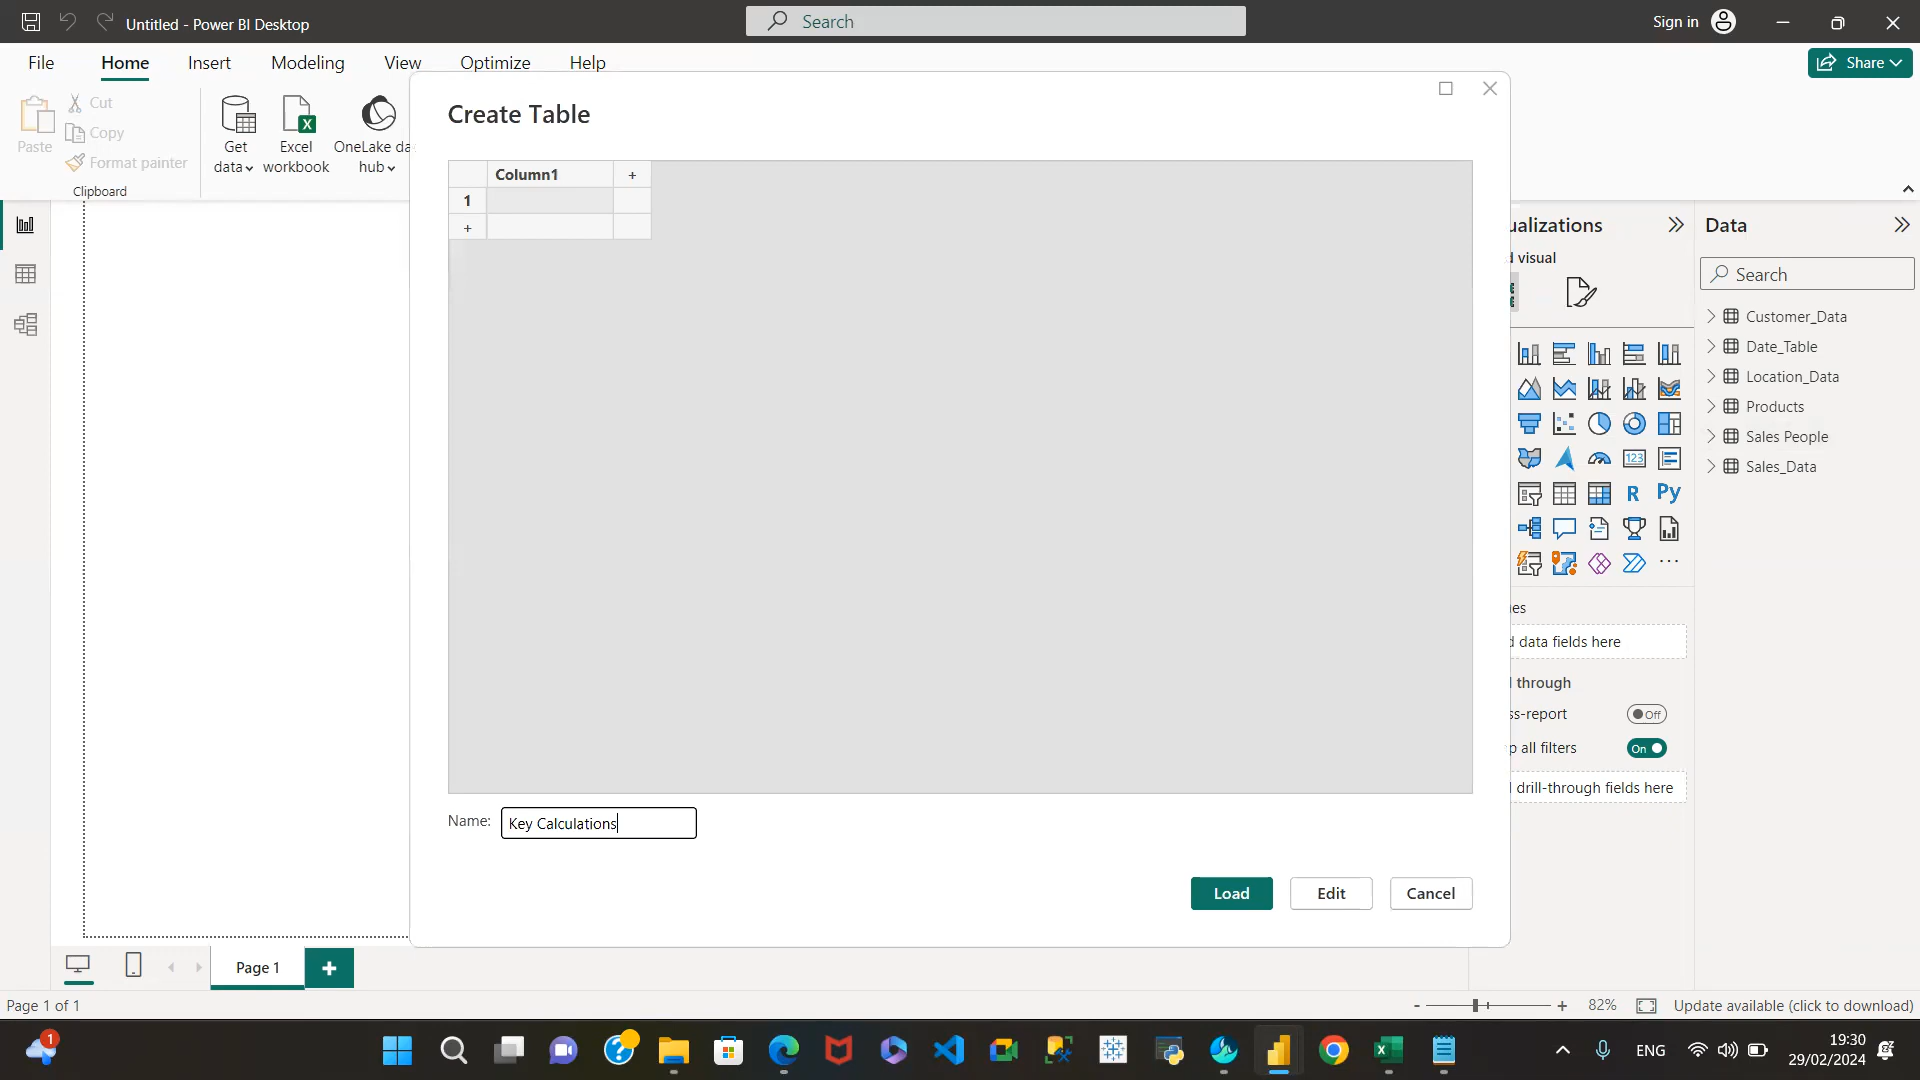 Untitled - Power BI Desktop
Search
Sign in
File
Home
Insert
Modeling
View
Optimize
Help
Share
Paste
Cut
Copy
Format painter
Clipboard
Get
data
Excel
workbook
OneLake da
hub
Create Table
Column1
+
1
+
Name:
Key Calculations
Load
Edit
Cancel
ualizations
d visual
123
R
Py
...
es
d data fields here
l through
ss-report
Off
p all filters
On
drill-through fields here
Data
Search
Customer_Data
Date_Table
Location_Data
Products
Sales People
Sales_Data
Page 1
+
Page 1 of 1
-
+
82%
Update available (click to download)
1
ENG
19:30
29/02/2024